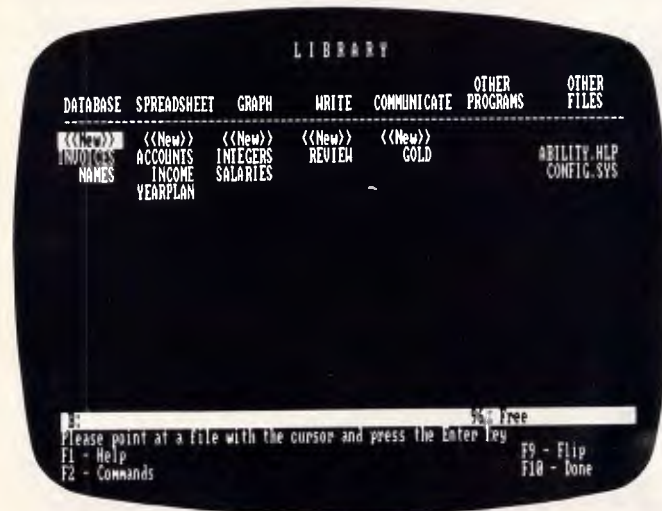 LIBRARY
OTHER OTHER
DATABASE SPREADSHEET GRAPH WRITE COMMUNICATE PROGRAMS FILES
<<New>> <<New>> <<New>> <<New>> <<New>>
INVOICES ACCOUNTS INTEGERS REVIEW GOLD ABILITY.HLP
NAMES INCOME SALARIES CONFIG.SYS
YEARPLAN
96% Free
Please point at a file with the cursor and press the Enter key
F1 - Help F9 - Flip
F2 - Commands F10 - Done